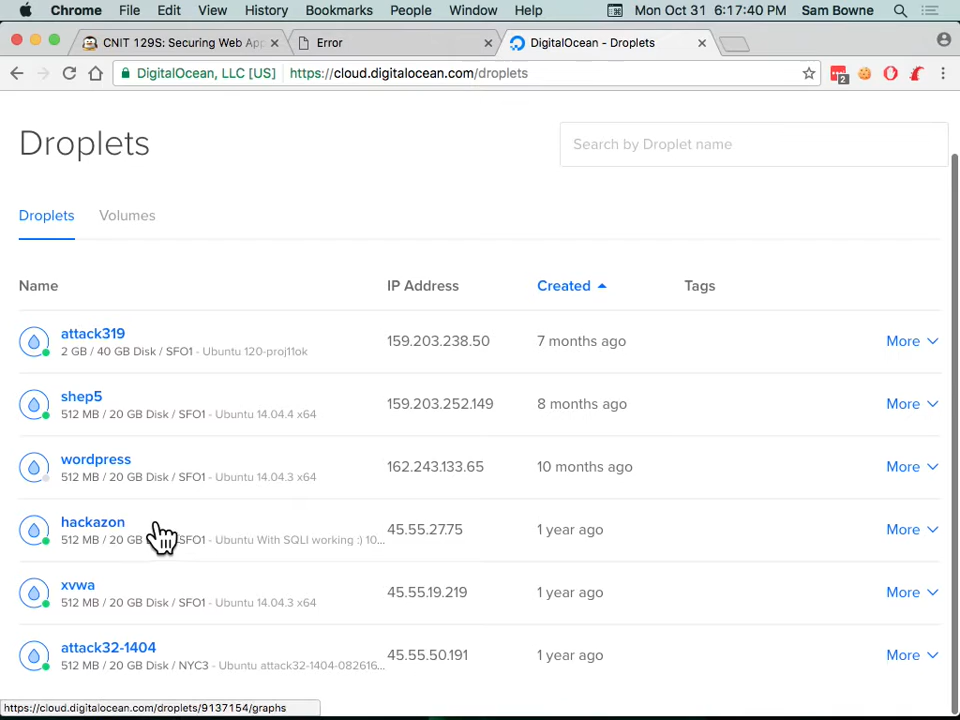 Chrome File Edit View History Bookmarks People Window Help Mon Oct 31 6:17:40 PM Sam Bowne
CNIT 129S: Securing Web App
Error
DigitalOcean - Droplets
DigitalOcean, LLC [US] https://cloud.digitalocean.com/droplets 2
Droplets
Search by Droplet name
Droplets Volumes
Name IP Address Created Tags
attack319
2 GB / 40 GB Disk / SFO1 - Ubuntu 120-proj11ok
159.203.238.50 7 months ago More
shep5
512 MB / 20 GB Disk / SFO1 - Ubuntu 14.04.4 x64
159.203.252.149 8 months ago More
wordpress
512 MB / 20 GB Disk / SFO1 - Ubuntu 14.04.3 x64
162.243.133.65 10 months ago More
hackazon
512 MB / 20 GB SFO1 - Ubuntu With SQLI working :) 10...
45.55.27.75 1 year ago More
xvwa
512 MB / 20 GB Disk / SFO1 - Ubuntu 14.04.3 x64
45.55.19.219 1 year ago More
attack32-1404
512 MB / 20 GB Disk / NYC3 - Ubuntu attack32-1404-082616...
45.55.50.191 1 year ago More
https://cloud.digitalocean.com/droplets/9137154/graphs